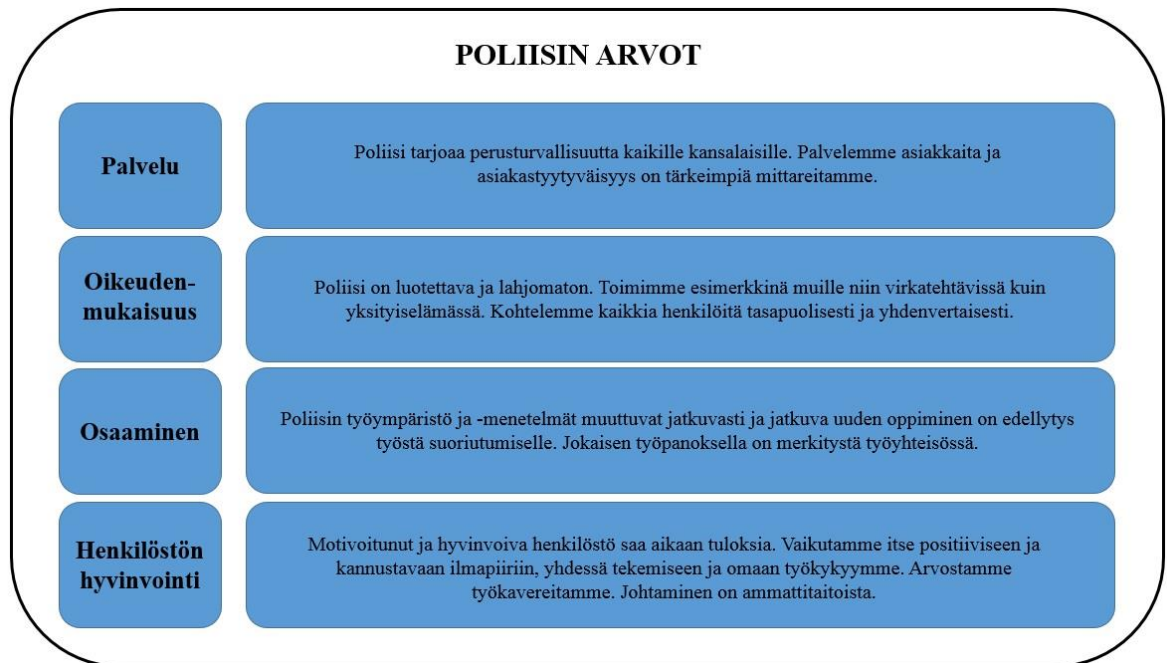 POLIISIN ARVOT
Palvelu
Poliisi tarjoaa perusturvallisuutta kaikille kansalaisille. Palvelemme asiakkaita ja
asiakastyytyväisyys on tärkeimpiä mittareitamme.
Oikeuden-
mukaisuus
Poliisi on luotettava ja lahjomaton. Toimimme esimerkkinä muille niin virkatehtävissä kuin
yksityiselämässä. Kohtelemme kaikkia henkilöitä tasapuolisesti ja yhdenvertaisesti.
Osaaminen
Poliisin työympäristö ja -menetelmät muuttuvat jatkuvasti ja jatkuva uuden oppiminen on edellytys
työstä suoriutumiselle. Jokaisen työpanoksella on merkitystä työyhteisössä.
Henkilöstön
hyvinvointi
Motivoitunut ja hyvinvoiva henkilöstö saa aikaan tuloksia. Vaikutamme itse positiiviseen ja
kannustavaan ilmapiiriin, yhdessä tekemiseen ja omaan työkykyymme. Arvostamme
työkavereitamme. Johtaminen on ammattitaitoista.